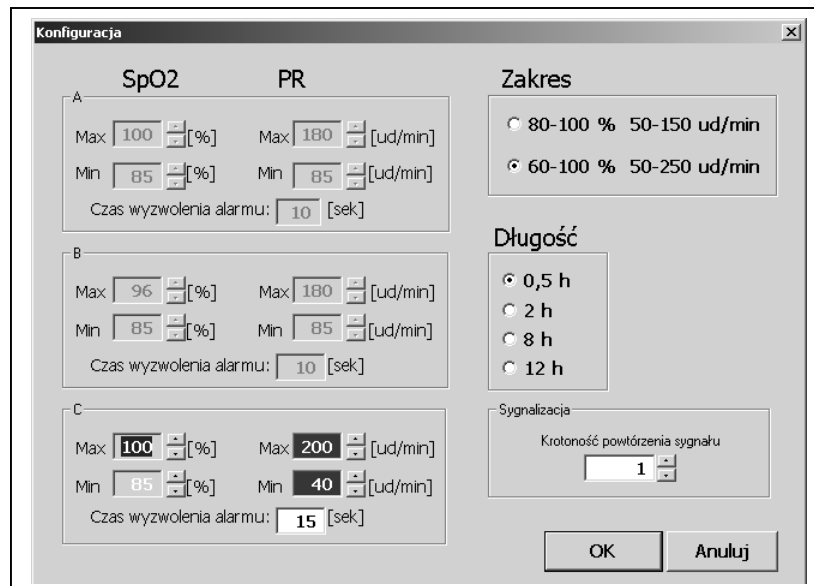 Konfiguracja
SpO2 PR
A
Max 100 [%] Max 180 [ud/min]
Min 85 [%] Min 85 [ud/min]
Czas wyzwolenia alarmu: 10 [sek]
B
Max 96 [%] Max 180 [ud/min]
Min 85 [%] Min 85 [ud/min]
Czas wyzwolenia alarmu: 10 [sek]
C
Max 100 [%] Max 200 [ud/min]
Min 85 [%] Min 40 [ud/min]
Czas wyzwolenia alarmu: 15 [sek]
Zakres
80-100 % 50-150 ud/min
60-100 % 50-250 ud/min
Długość
0,5 h
2 h
8 h
12 h
Sygnalizacja
Krotoność powtórzenia sygnału
1
OK Anuluj